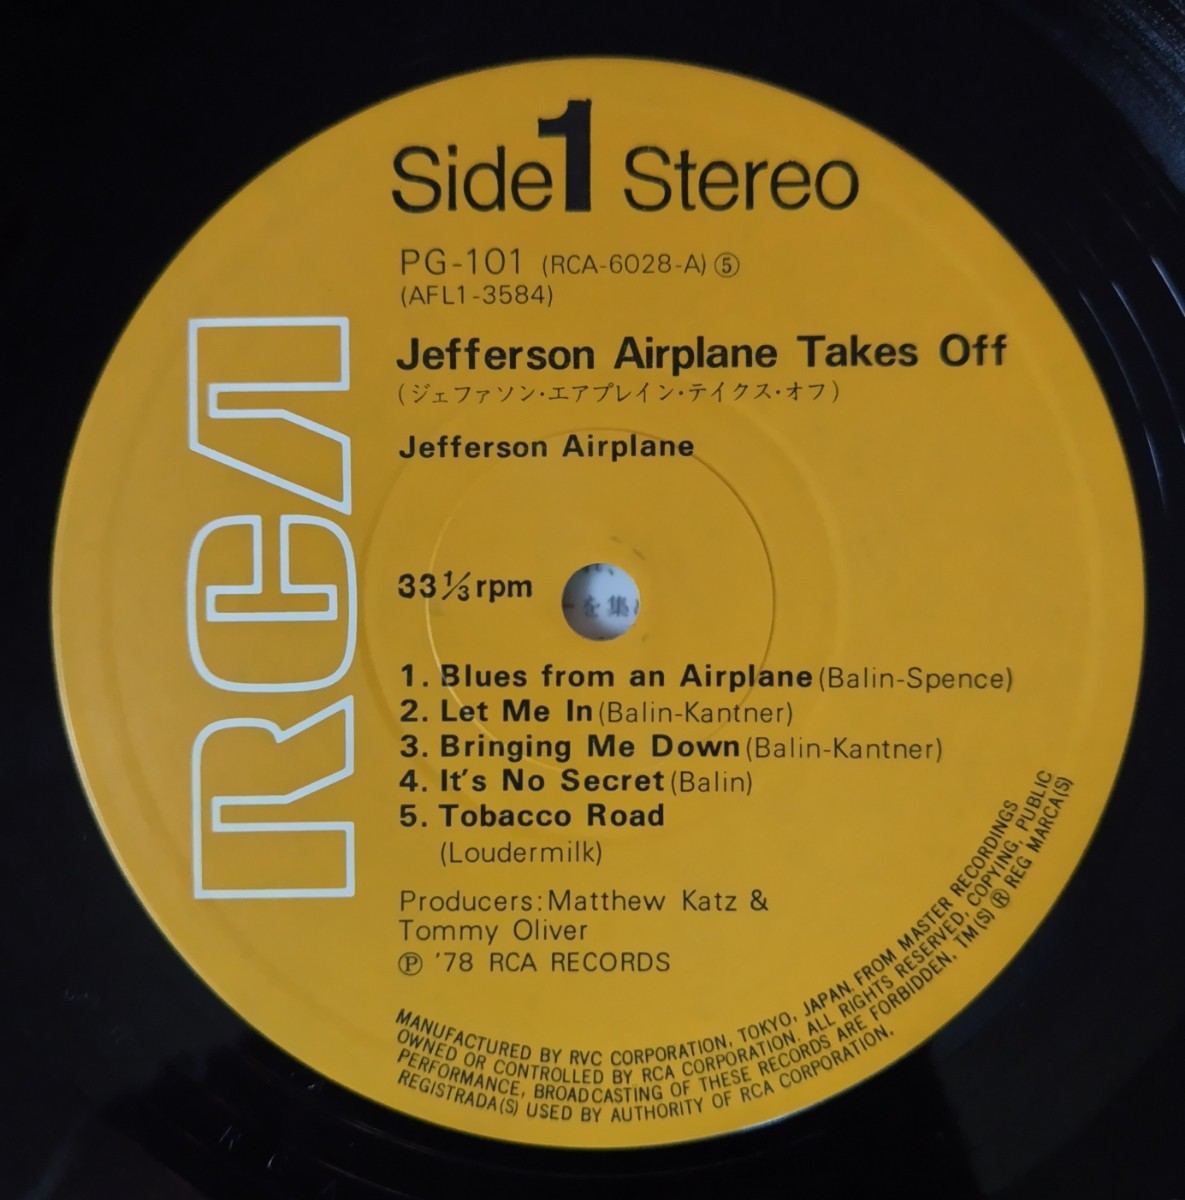 Side 1 Stereo
PG-101 (RCA-6028-A) ⑤
(AFL1-3584)
Jefferson Airplane Takes Off
(ジェファソン・エアプレイン・テイクス・オフ)
Jefferson Airplane
RCA
33 1/3 rpm
を集
1. Blues from an Airplane (Balin-Spence)
2. Let Me In (Balin-Kantner)
3. Bringing Me Down (Balin-Kantner)
4. It's No Secret (Balin)
5. Tobacco Road
(Loudermilk)
Producers: Matthew Katz &
Tommy Oliver
Ⓟ '78 RCA RECORDS
MANUFACTURED BY RVC CORPORATION, TOKYO, JAPAN, FROM MASTER RECORDINGS
OWNED OR CONTROLLED BY RCA CORPORATION. ALL RIGHTS RESERVED, COPYING, PUBLIC
PERFORMANCE, BROADCASTING OF THESE RECORDS ARE FORBIDDEN. TM(S) ® REG MARCA(S)
REGISTRADA(S) USED BY AUTHORITY OF RCA CORPORATION.